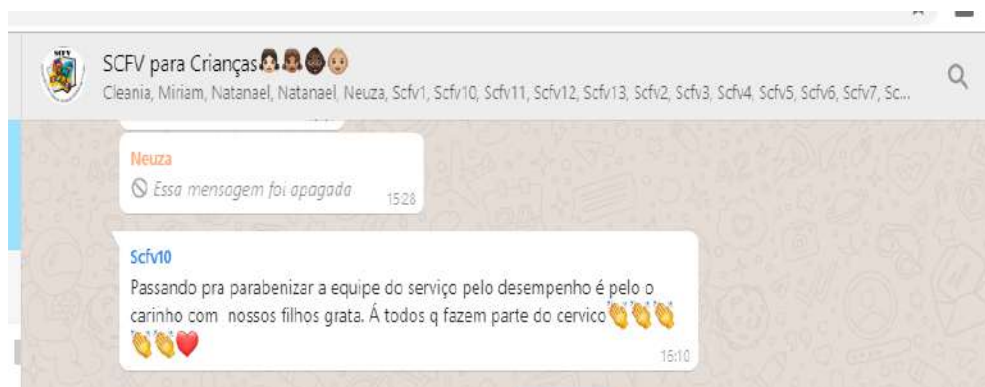 SCFV para Crianças👩🏻👩🏽👨🏿👨🏼
Cleania, Miriam, Natanael, Natanael, Neuza, Scfv1, Scfv10, Scfv11, Scfv12, Scfv13, Scfv2, Scfv3, Scfv4, Scfv5, Scfv6, Scfv7, Sc...
Neuza
Essa mensagem foi apagada
15:28
Scfv10
Passando pra parabenizar a equipe do serviço pelo desempenho é pelo o
carinho com nossos filhos grata. Á todos q fazem parte do cervico👏👏👏
👏👏❤️
16:10